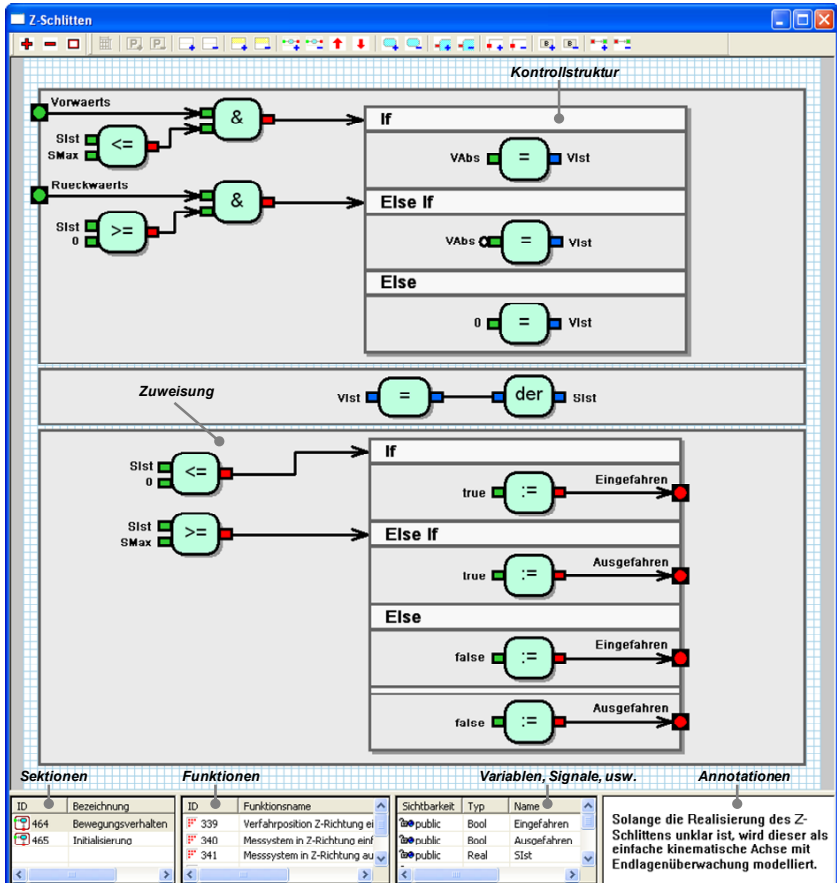 Z-Schlitten
P P B B
Kontrollstruktur
Vorwaerts
SIst
SMax
<=
&
If
VAbs = VIst
Rueckwaerts
SIst
0
>=
&
Else If
VAbs = VIst
Else
0 = VIst
Zuweisung
VIst = der SIst
SIst
0
<=
If
true := Eingefahren
SIst
SMax
>=
Else If
true := Ausgefahren
Else
false := Eingefahren
false := Ausgefahren
Sektionen Funktionen Variablen, Signale, usw. Annotationen
ID Bezeichnung
464 Bewegungsverhalten
465 Initialisierung
ID Funktionsname
339 Verfahrposition Z-Richtung ei
340 Messystem in Z-Richtung einf
341 Messsystem in Z-Richtung au
Sichtbarkeit Typ Name
public Bool Eingefahren
public Bool Ausgefahren
public Real SIst
Solange die Realisierung des Z-
Schlittens unklar ist, wird dieser als
einfache kinematische Achse mit
Endlagenüberwachung modelliert.